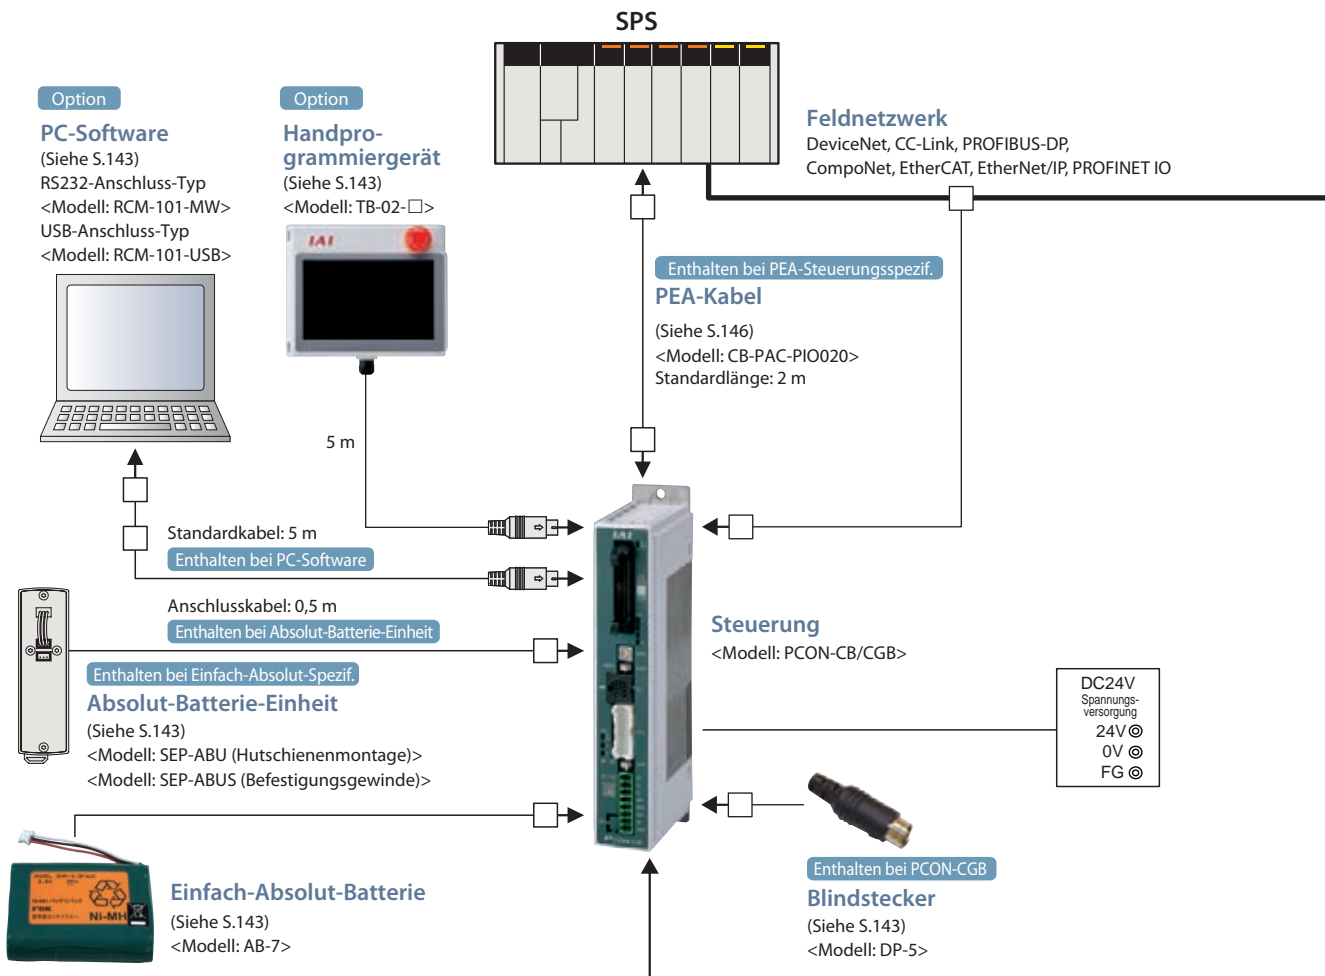 SPS
Option
PC-Software
(Siehe S.143)
RS232-Anschluss-Typ
<Modell: RCM-101-MW>
USB-Anschluss-Typ
<Modell: RCM-101-USB>
Option
Handpro-
grammiergerät
(Siehe S.143)
<Modell: TB-02-□>
IAI
Feldnetzwerk
DeviceNet, CC-Link, PROFIBUS-DP,
CompoNet, EtherCAT, EtherNet/IP, PROFINET IO
Enthalten bei PEA-Steuerungsspezif.
PEA-Kabel
(Siehe S.146)
<Modell: CB-PAC-PIO020>
Standardlänge: 2 m
5 m
Standardkabel: 5 m
Enthalten bei PC-Software
Anschlusskabel: 0,5 m
Enthalten bei Absolut-Batterie-Einheit
Enthalten bei Einfach-Absolut-Spezif.
Absolut-Batterie-Einheit
(Siehe S.143)
<Modell: SEP-ABU (Hutschienenmontage)>
<Modell: SEP-ABUS (Befestigungsgewinde)>
IAI
Steuerung
<Modell: PCON-CB/CGB>
DC24V
Spannungs-
versorgung
24V
0V
FG
Ni-MH
Einfach-Absolut-Batterie
(Siehe S.143)
<Modell: AB-7>
Enthalten bei PCON-CGB
Blindstecker
(Siehe S.143)
<Modell: DP-5>